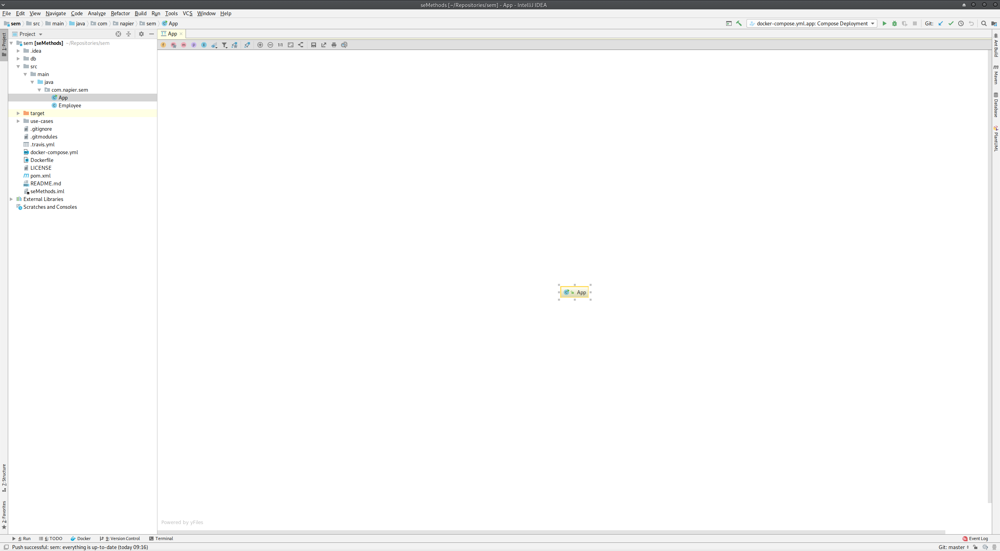 seMethods [~/Repositories/sem] - App - IntelliJ IDEA
File Edit View Navigate Code Analyze Refactor Build Run Tools VCS Window Help
sem src main java com napier sem App
docker-compose.yml.app: Compose Deployment
Git:
1: Project
Project
App
sem [seMethods] ~/Repositories/sem
.idea
db
src
main
java
com.napier.sem
App
Employee
target
use-cases
.gitignore
.gitmodules
.travis.yml
docker-compose.yml
Dockerfile
LICENSE
pom.xml
README.md
seMethods.iml
External Libraries
Scratches and Consoles
f m m p I 1:1
App
Powered by yFiles
Ant Build
Maven
Database
PlantUML
7: Structure
2: Favorites
4: Run 6: TODO Docker 9: Version Control Terminal
9+ Event Log
Push successful: sem: everything is up-to-date (today 09:16)
Git: master